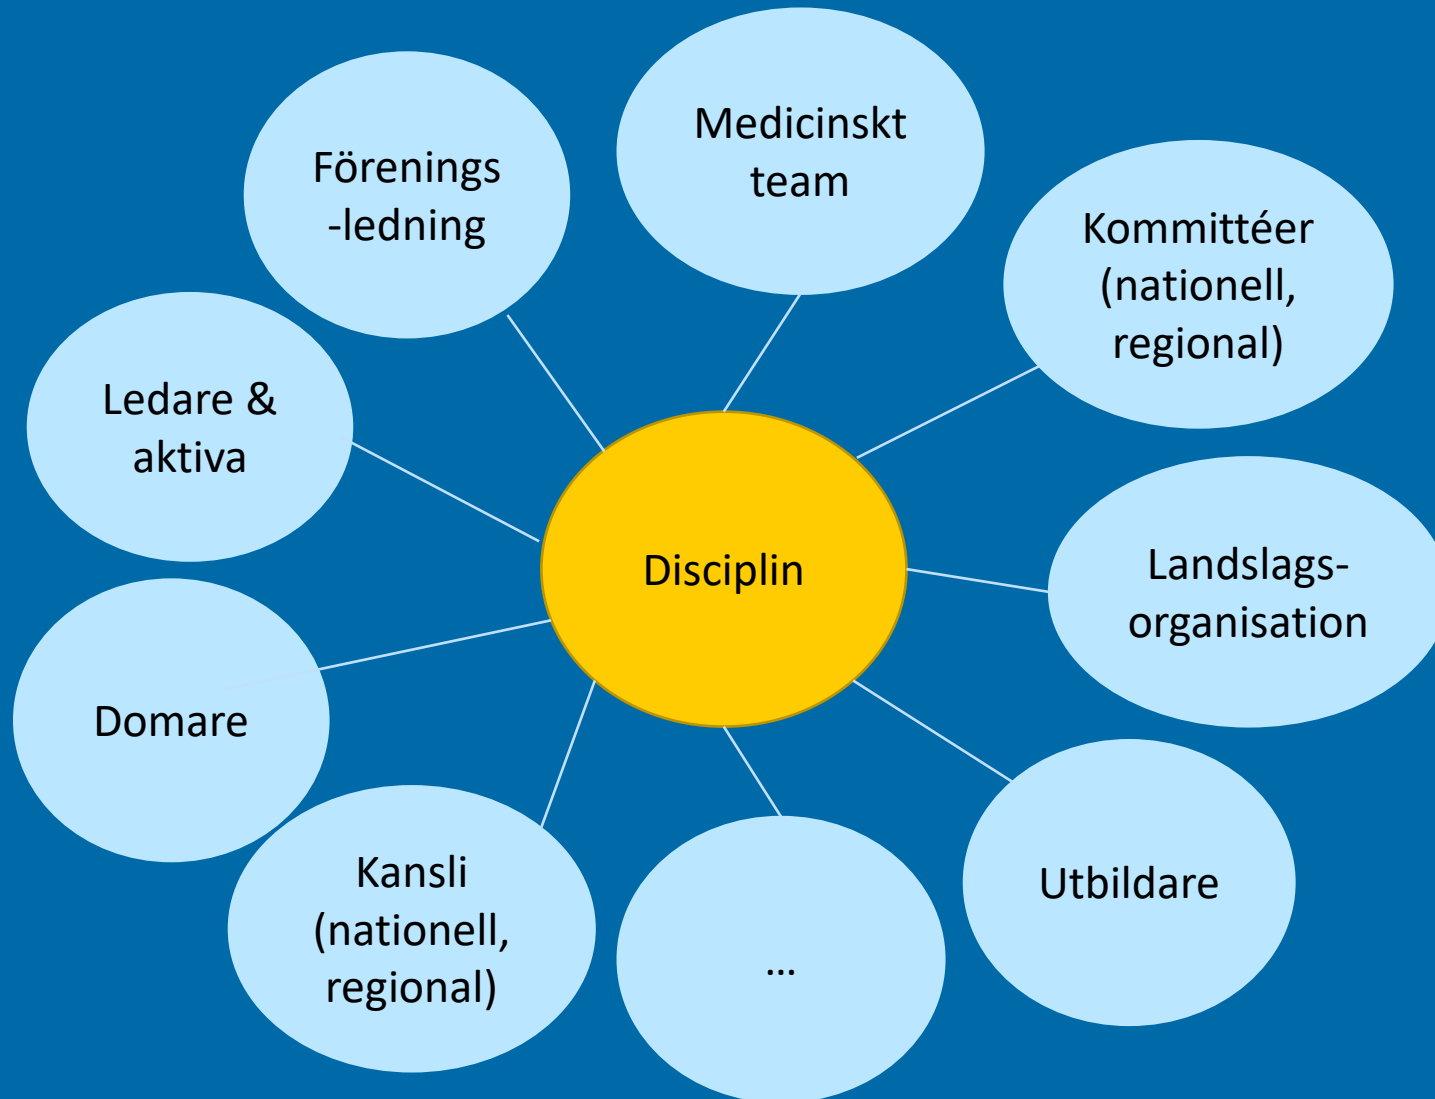 Medicinskt
team
Förenings
-ledning
Kommittéer
(nationell,
regional)
Ledare &
aktiva
Disciplin
Landslags-
organisation
Domare
Kansli
(nationell,
regional)
Utbildare
...